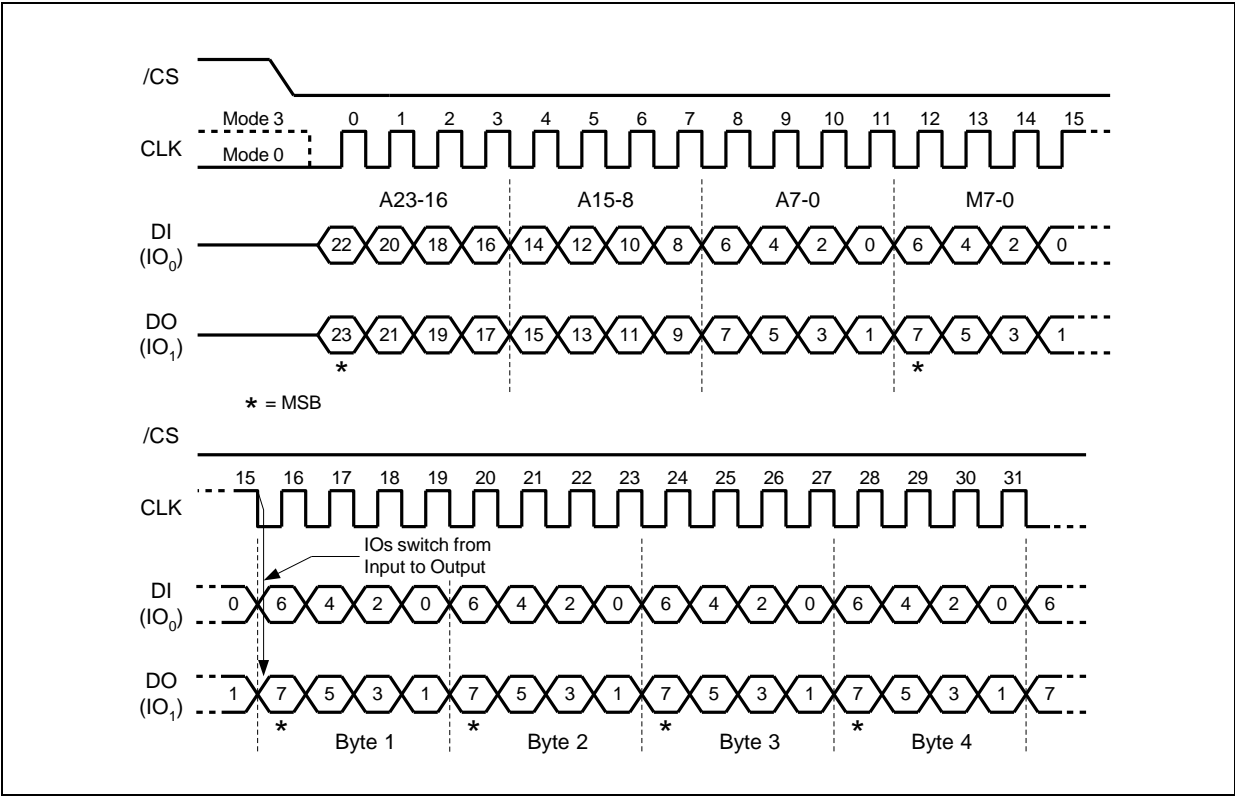 /CS
Mode 3 0 1 2 3 4 5 6 7 8 9 10 11 12 13 14 15
CLK
Mode 0
A23-16 A15-8 A7-0 M7-0
DI
(IO0) 22 20 18 16 14 12 10 8 6 4 2 0 6 4 2 0
DO
(IO1) 23 21 19 17 15 13 11 9 7 5 3 1 7 5 3 1
* *
* = MSB
/CS
15 16 17 18 19 20 21 22 23 24 25 26 27 28 29 30 31
CLK
IOs switch from
Input to Output
DI
(IO0) 0 6 4 2 0 6 4 2 0 6 4 2 0 6 4 2 0 6
DO
(IO1) 1 7 5 3 1 7 5 3 1 7 5 3 1 7 5 3 1 7
* * * *
Byte 1 Byte 2 Byte 3 Byte 4